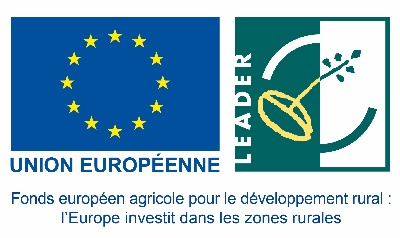 UNION EUROPÉENNE
LEADER
Fonds européen agricole pour le développement rural :
l'Europe investit dans les zones rurales